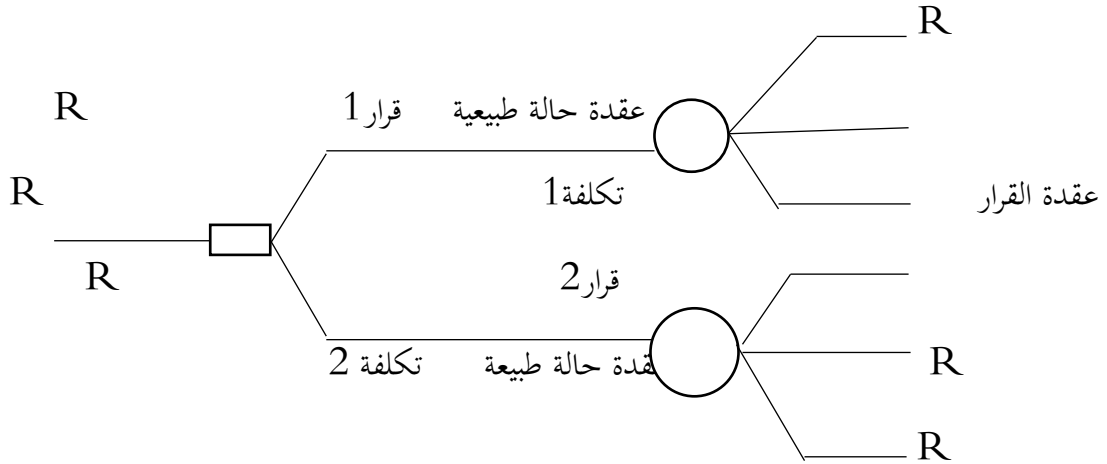 R
R
قرار1 عقدة حالة طبيعية
R
تكلفة1
عقدة القرار
R
قرار2
تكلفة 2 قدة حالة طبيعة
R
R